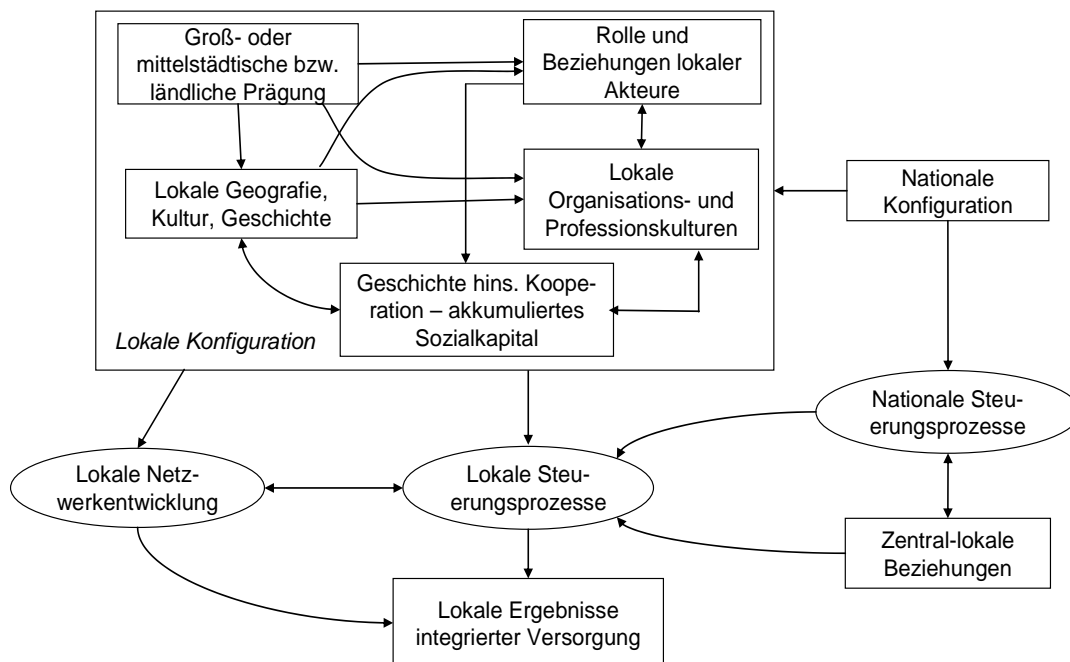 Groß- oder
mittelstädtische bzw.
ländliche Prägung
Rolle und
Beziehungen lokaler
Akteure
Lokale Geografie,
Kultur, Geschichte
Lokale
Organisations- und
Professionskulturen
Nationale
Konfiguration
Geschichte hins. Koope-
ration – akkumuliertes
Sozialkapital
Lokale Konfiguration
Nationale Steu-
erungsprozesse
Lokale Netz-
werkentwicklung
Lokale Steu-
erungsprozesse
Zentral-lokale
Beziehungen
Lokale Ergebnisse
integrierter Versorgung